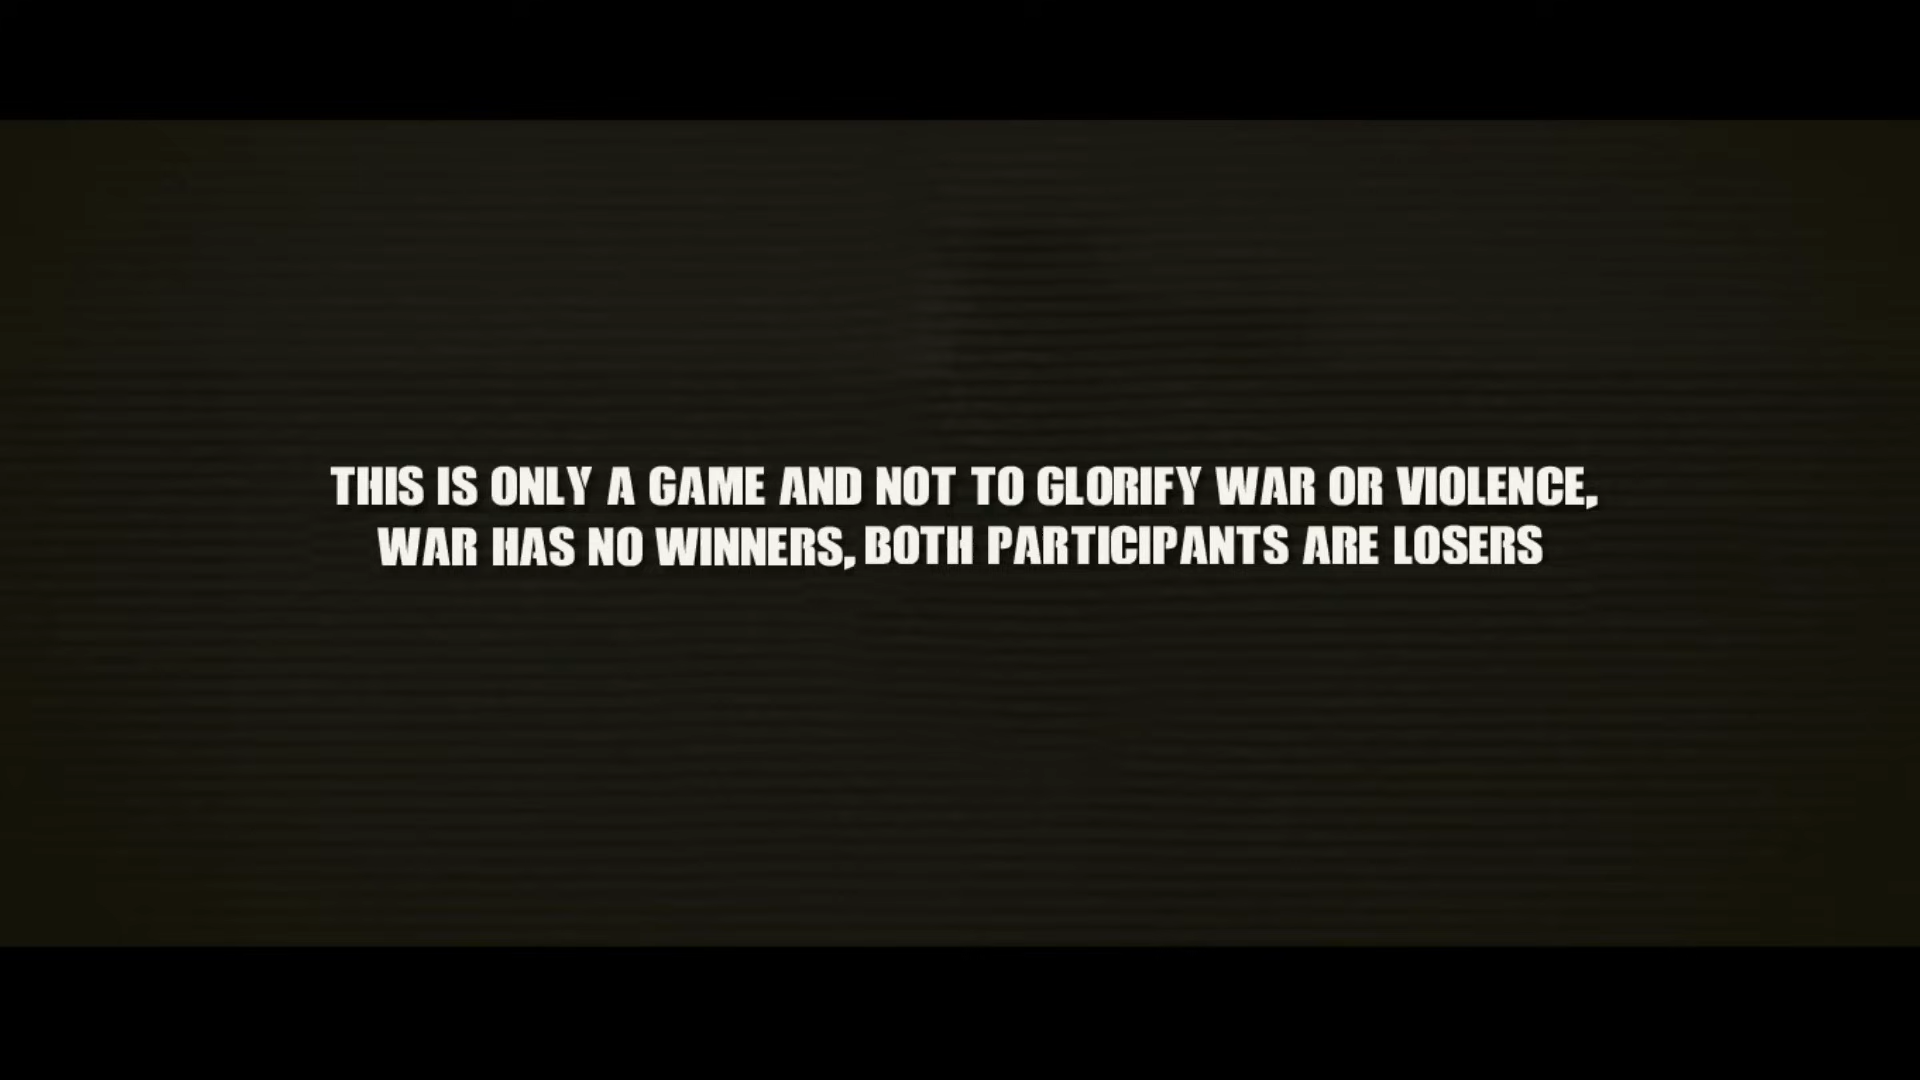 THIS IS ONLY A GAME AND NOT TO GLORIFY WAR OR VIOLENCE,
WAR HAS NO WINNERS, BOTH PARTICIPANTS ARE LOSERS